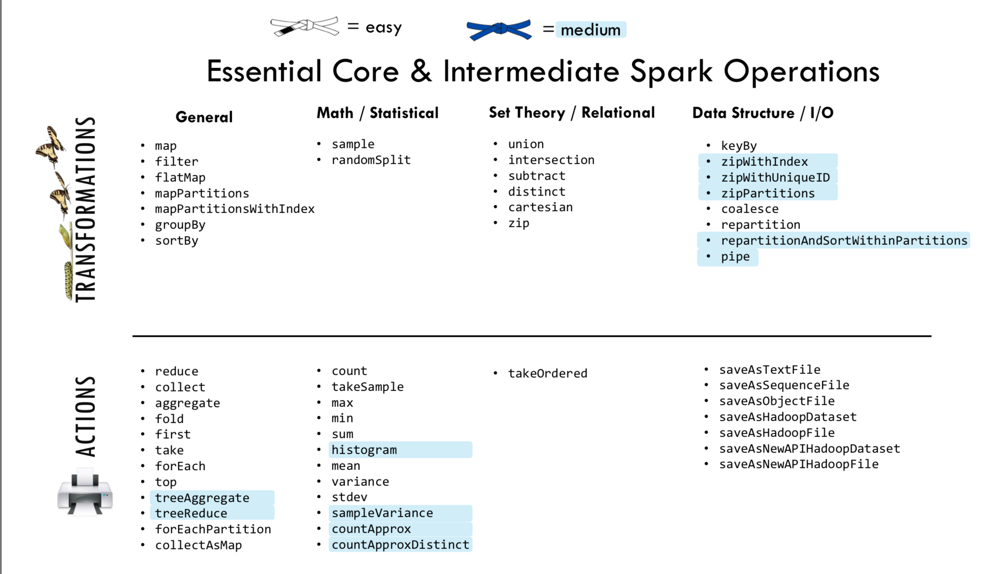 = easy
= medium
Essential Core & Intermediate Spark Operations
TRANSFORMATIONS
General
• map
• filter
• flatMap
• mapPartitions
• mapPartitionsWithIndex
• groupBy
• sortBy
Math / Statistical
• sample
• randomSplit
Set Theory / Relational
• union
• intersection
• subtract
• distinct
• cartesian
• zip
Data Structure / I/O
• keyBy
• zipWithIndex
• zipWithUniqueID
• zipPartitions
• coalesce
• repartition
• repartitionAndSortWithinPartitions
• pipe
ACTIONS
• reduce
• collect
• aggregate
• fold
• first
• take
• forEach
• top
• treeAggregate
• treeReduce
• forEachPartition
• collectAsMap
• count
• takeSample
• max
• min
• sum
• histogram
• mean
• variance
• stdev
• sampleVariance
• countApprox
• countApproxDistinct
• takeOrdered
• saveAsTextFile
• saveAsSequenceFile
• saveAsObjectFile
• saveAsHadoopDataset
• saveAsHadoopFile
• saveAsNewAPIHadoopDataset
• saveAsNewAPIHadoopFile